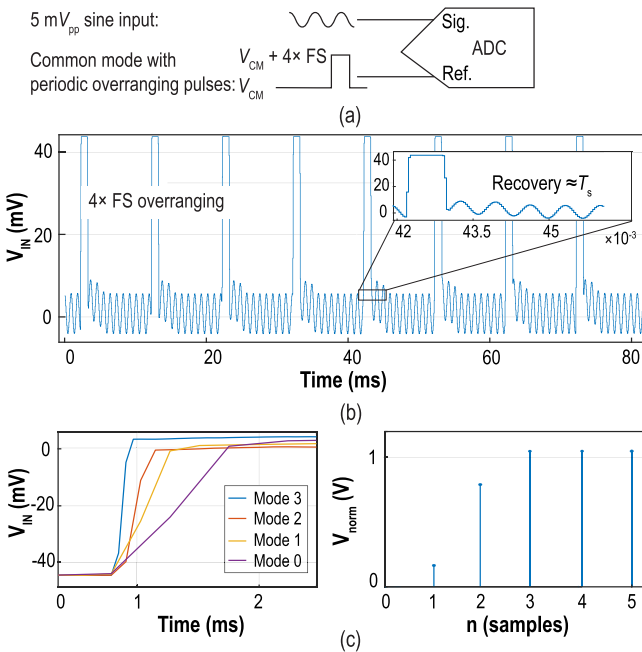 5 mVpp sine input:
Sig.
ADC
Common mode with
periodic overranging pulses:
VCM + 4× FS
VCM
Ref.
(a)
VIN (mV)
40
20
0
4× FS overranging
40
20
0
Recovery ≈Ts
42
43.5
45
×10-3
0
20
40
60
80
Time (ms)
(b)
VIN (mV)
0
-20
-40
Mode 3
Mode 2
Mode 1
Mode 0
0
1
2
Time (ms)
Vnorm (V)
1
0
0
1
2
3
4
5
n (samples)
(c)